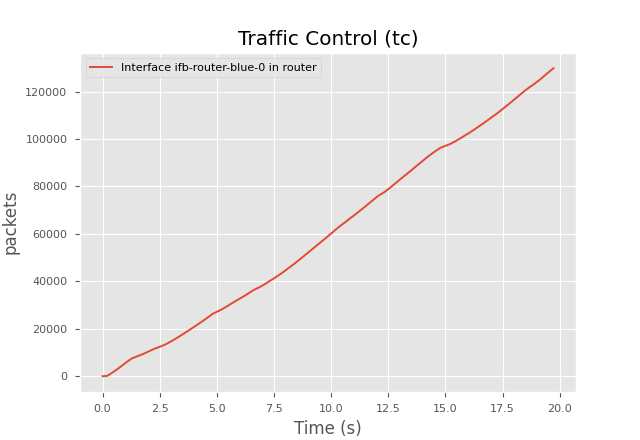 Traffic Control (tc)
Interface ifb-router-blue-0 in router
120000
100000
80000
60000
40000
20000
0
packets
0.0 2.5 5.0 7.5 10.0 12.5 15.0 17.5 20.0
Time (s)